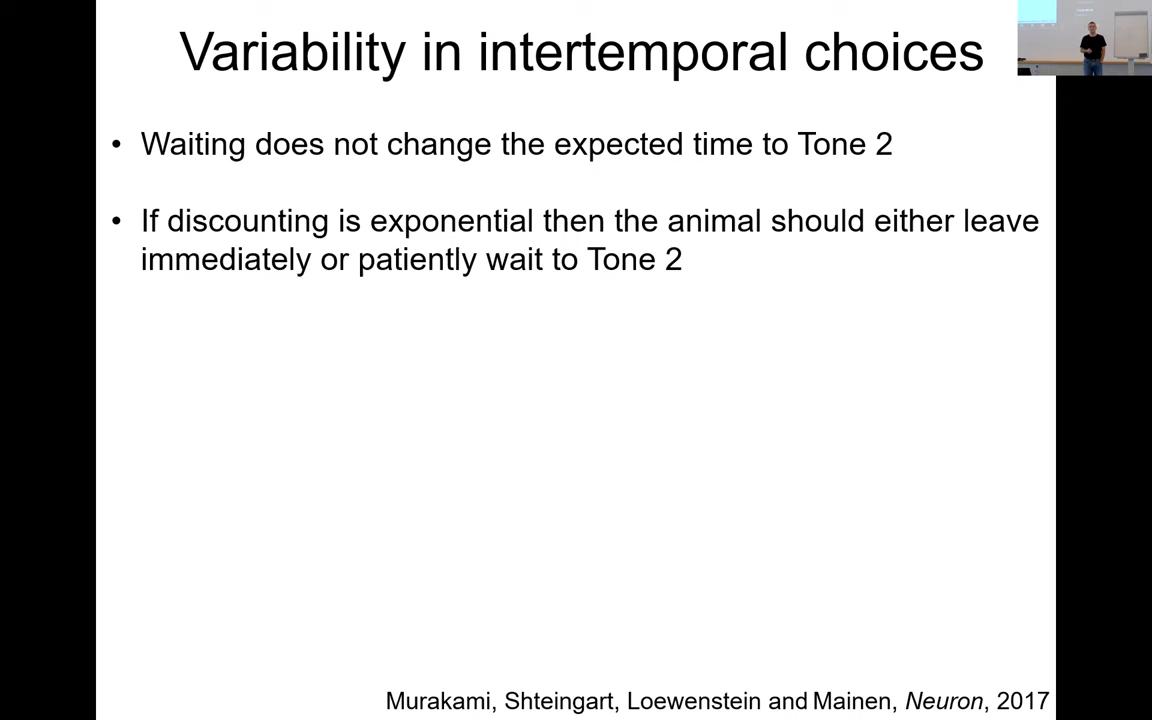 Variability in intertemporal choices
• Waiting does not change the expected time to Tone 2
• If discounting is exponential then the animal should either leave
immediately or patiently wait to Tone 2
Murakami, Shteingart, Loewenstein and Mainen, Neuron, 2017